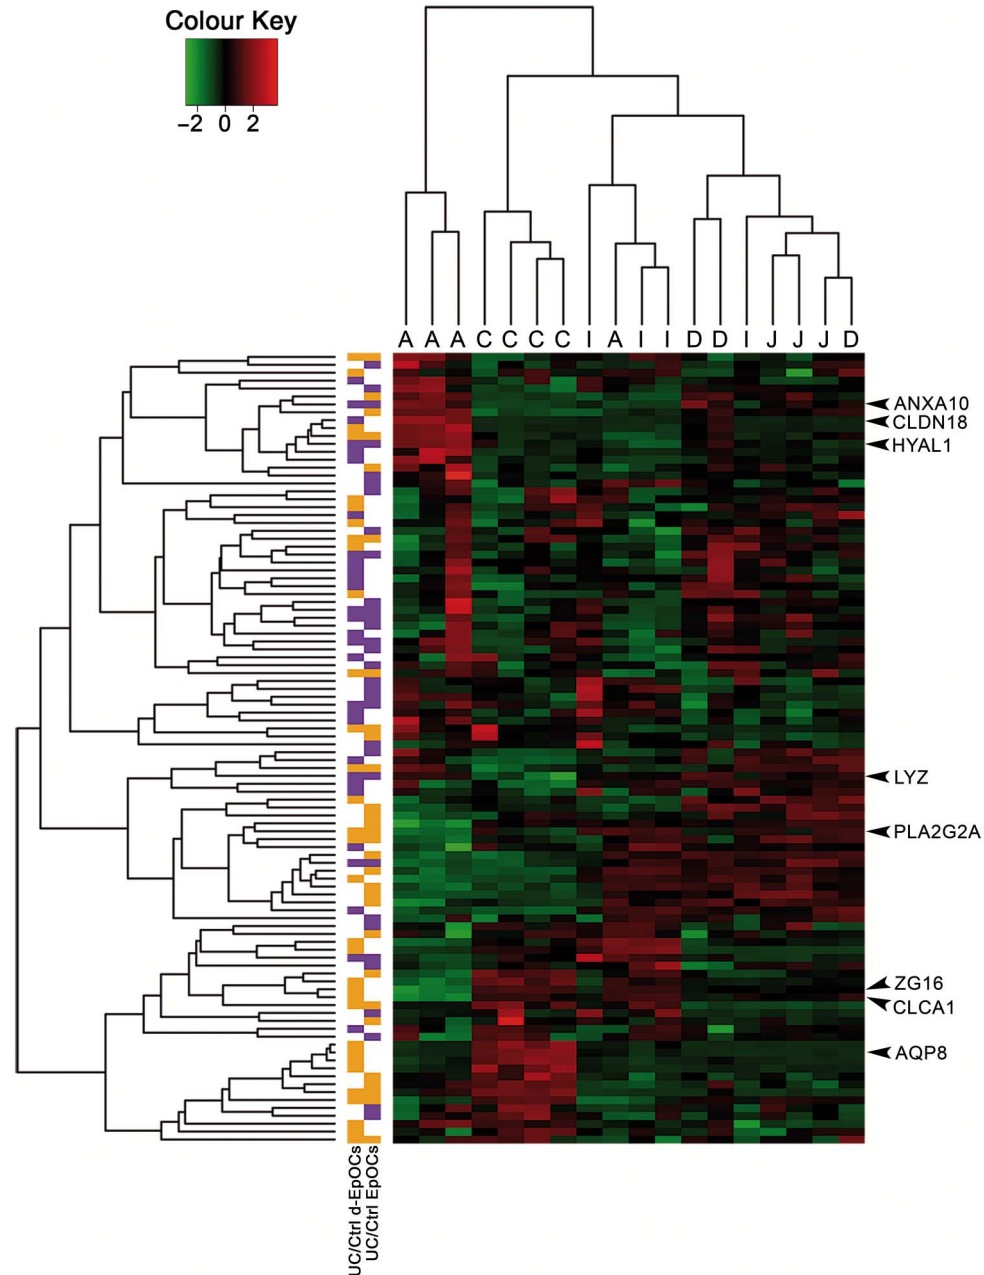 Colour Key
−2 0 2
A A A C C C C I A I I D D I J J J D
ANXA10
CLDN18
HYAL1
LYZ
PLA2G2A
ZG16
CLCA1
AQP8
UC/Ctrl d-EpOCs
UC/Ctrl EpOCs